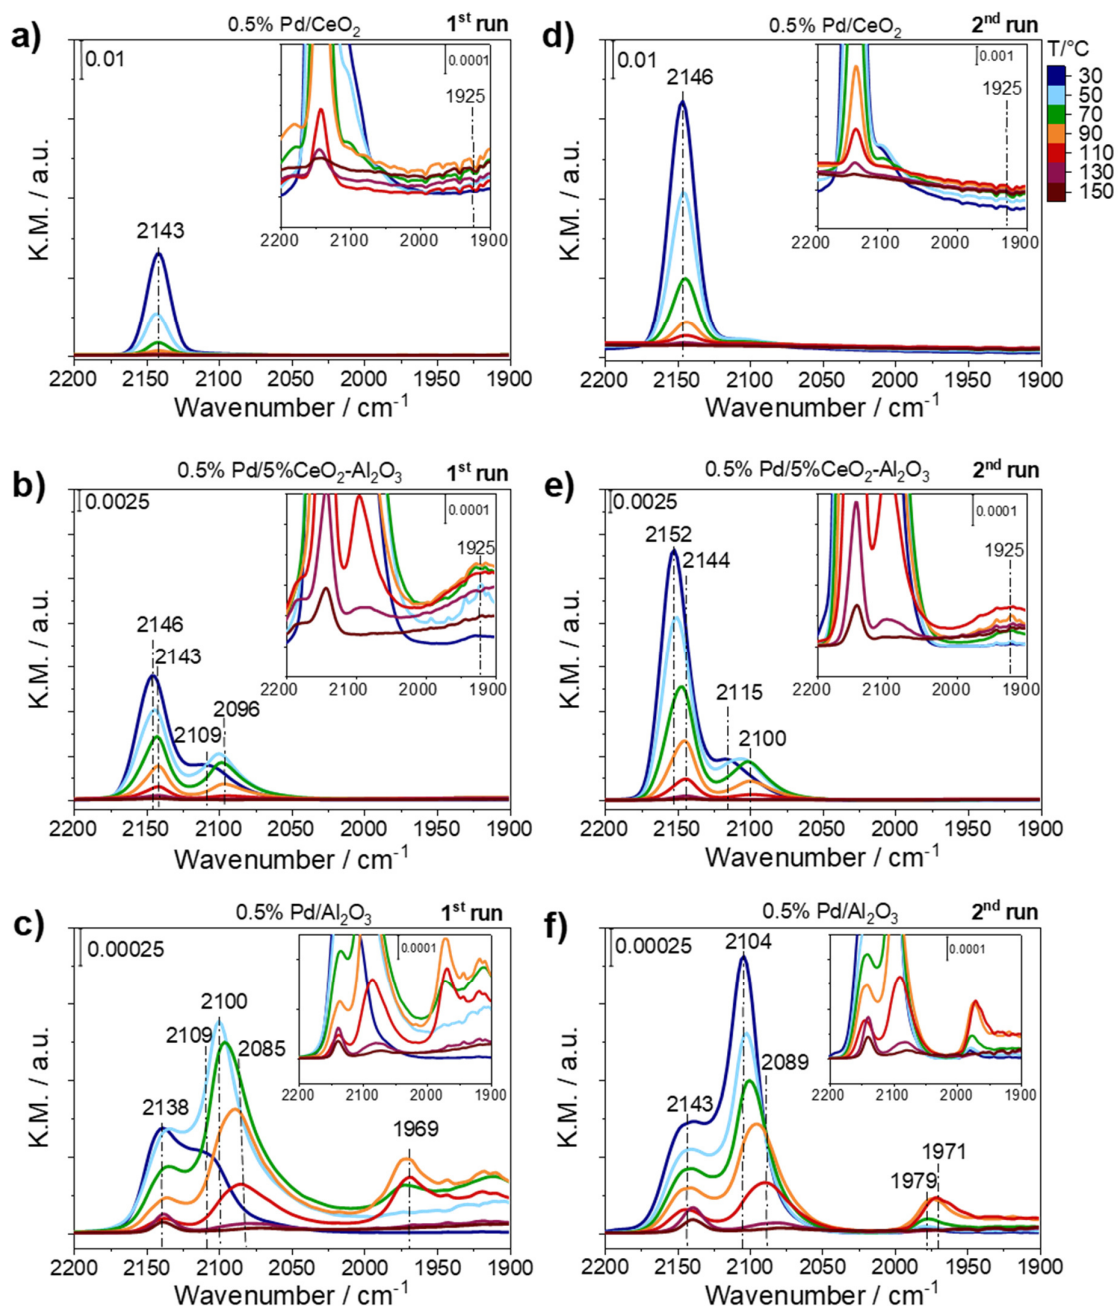 a)
0.5% Pd/CeO₂
1ˢᵗ run
0.01
0.0001
1925
2143
2200 2100 2000 1900
K.M. / a.u.
2200 2150 2100 2050 2000 1950 1900
Wavenumber / cm⁻¹
d)
0.5% Pd/CeO₂
2ⁿᵈ run
0.01
0.001
1925
2146
2200 2100 2000 1900
K.M. / a.u.
2200 2150 2100 2050 2000 1950 1900
Wavenumber / cm⁻¹
T/°C
30
50
70
90
110
130
150
b)
0.5% Pd/5%CeO₂-Al₂O₃
1ˢᵗ run
0.0025
0.0001
1925
2146
2143
2109
2096
2200 2100 2000 1900
K.M. / a.u.
2200 2150 2100 2050 2000 1950 1900
Wavenumber / cm⁻¹
e)
0.5% Pd/5%CeO₂-Al₂O₃
2ⁿᵈ run
0.0025
0.0001
1925
2152
2144
2115
2100
2200 2100 2000 1900
K.M. / a.u.
2200 2150 2100 2050 2000 1950 1900
Wavenumber / cm⁻¹
c)
0.5% Pd/Al₂O₃
1ˢᵗ run
0.00025
0.0001
2100
2109
2085
2138
1969
2200 2100 2000 1900
K.M. / a.u.
2200 2150 2100 2050 2000 1950 1900
Wavenumber / cm⁻¹
f)
0.5% Pd/Al₂O₃
2ⁿᵈ run
0.00025
0.0001
2104
2089
2143
1971
1979
2200 2100 2000 1900
K.M. / a.u.
2200 2150 2100 2050 2000 1950 1900
Wavenumber / cm⁻¹